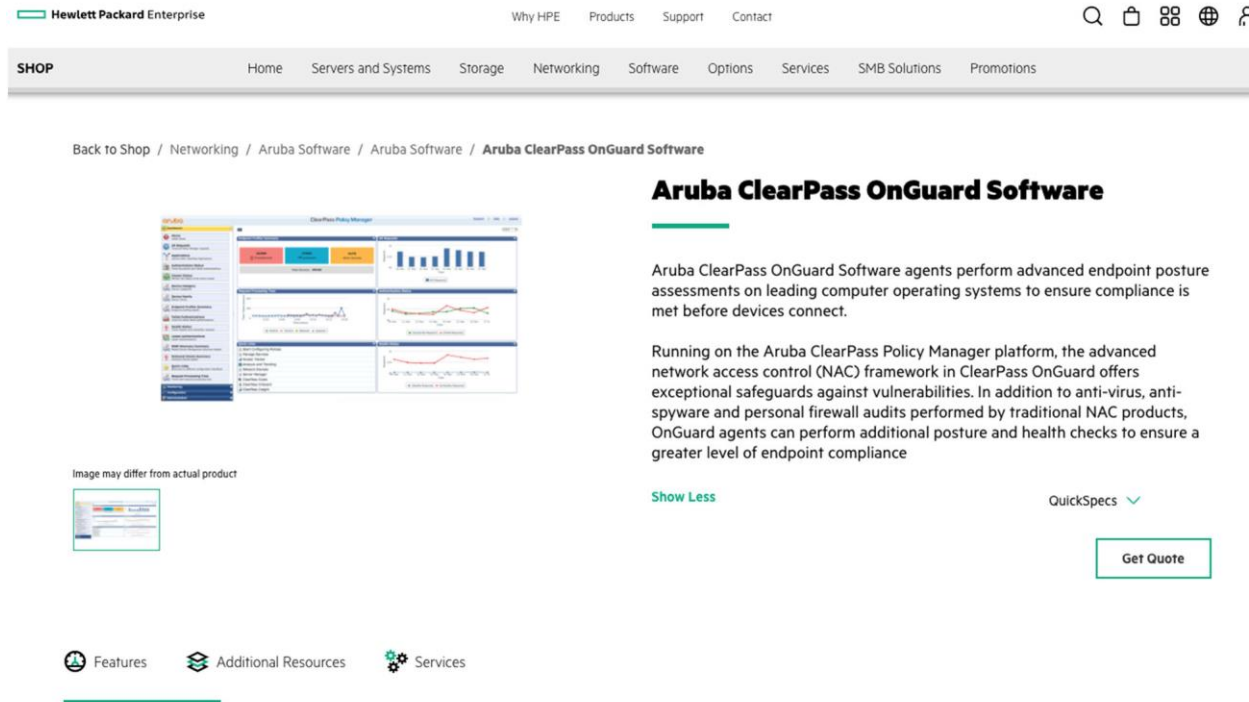 Hewlett Packard Enterprise
Why HPE Products Support Contact
SHOP
Home Servers and Systems Storage Networking Software Options Services SMB Solutions Promotions
Back to Shop / Networking / Aruba Software / Aruba Software / Aruba ClearPass OnGuard Software
Aruba ClearPass OnGuard Software
aruba
ClearPass Policy Manager
Aruba ClearPass OnGuard Software agents perform advanced endpoint posture
assessments on leading computer operating systems to ensure compliance is
met before devices connect.
Running on the Aruba ClearPass Policy Manager platform, the advanced
network access control (NAC) framework in ClearPass OnGuard offers
exceptional safeguards against vulnerabilities. In addition to anti-virus, anti-
spyware and personal firewall audits performed by traditional NAC products,
OnGuard agents can perform additional posture and health checks to ensure a
greater level of endpoint compliance
Image may differ from actual product
Show Less
QuickSpecs
Get Quote
Features Additional Resources Services